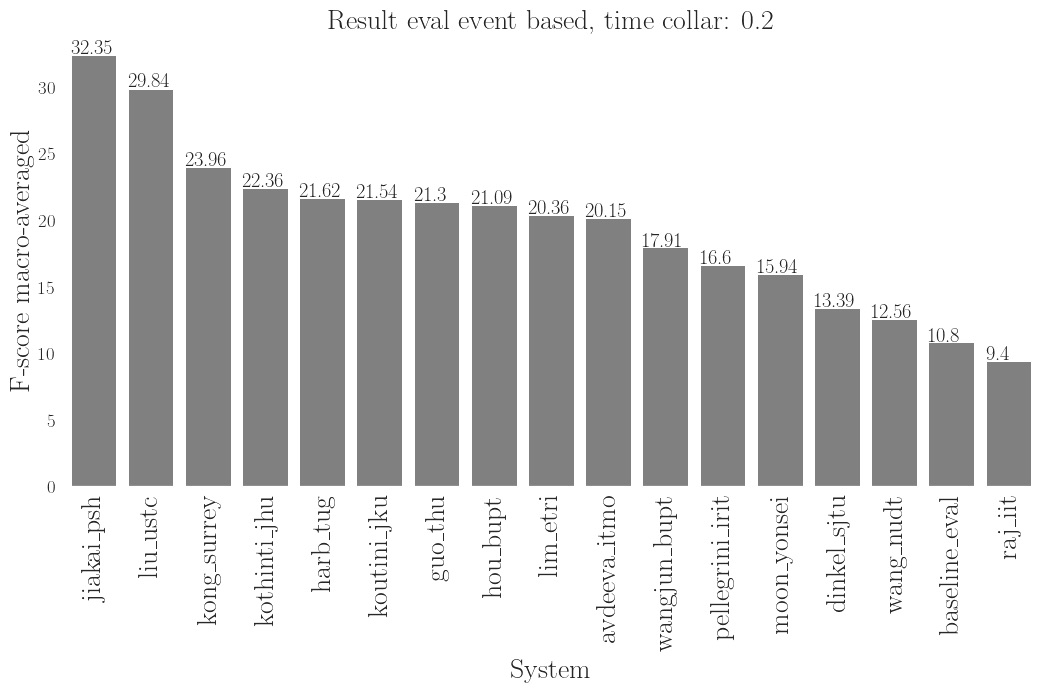 Result eval event based, time collar: 0.2
F-score macro-averaged
30
25
20
15
10
5
0
32.35
29.84
23.96
22.36
21.62
21.54
21.3
21.09
20.36
20.15
17.91
16.6
15.94
13.39
12.56
10.8
9.4
jiakai_psh
liu_ustc
kong_surrey
kothinti_jhu
harb_tug
koutini_jku
guo_thu
hou_bupt
lim_etri
avdeeva_itmo
wangjun_bupt
pellegrini_irit
moon_yonsei
dinkel_sjtu
wang_nudt
baseline_eval
raj_iit
System